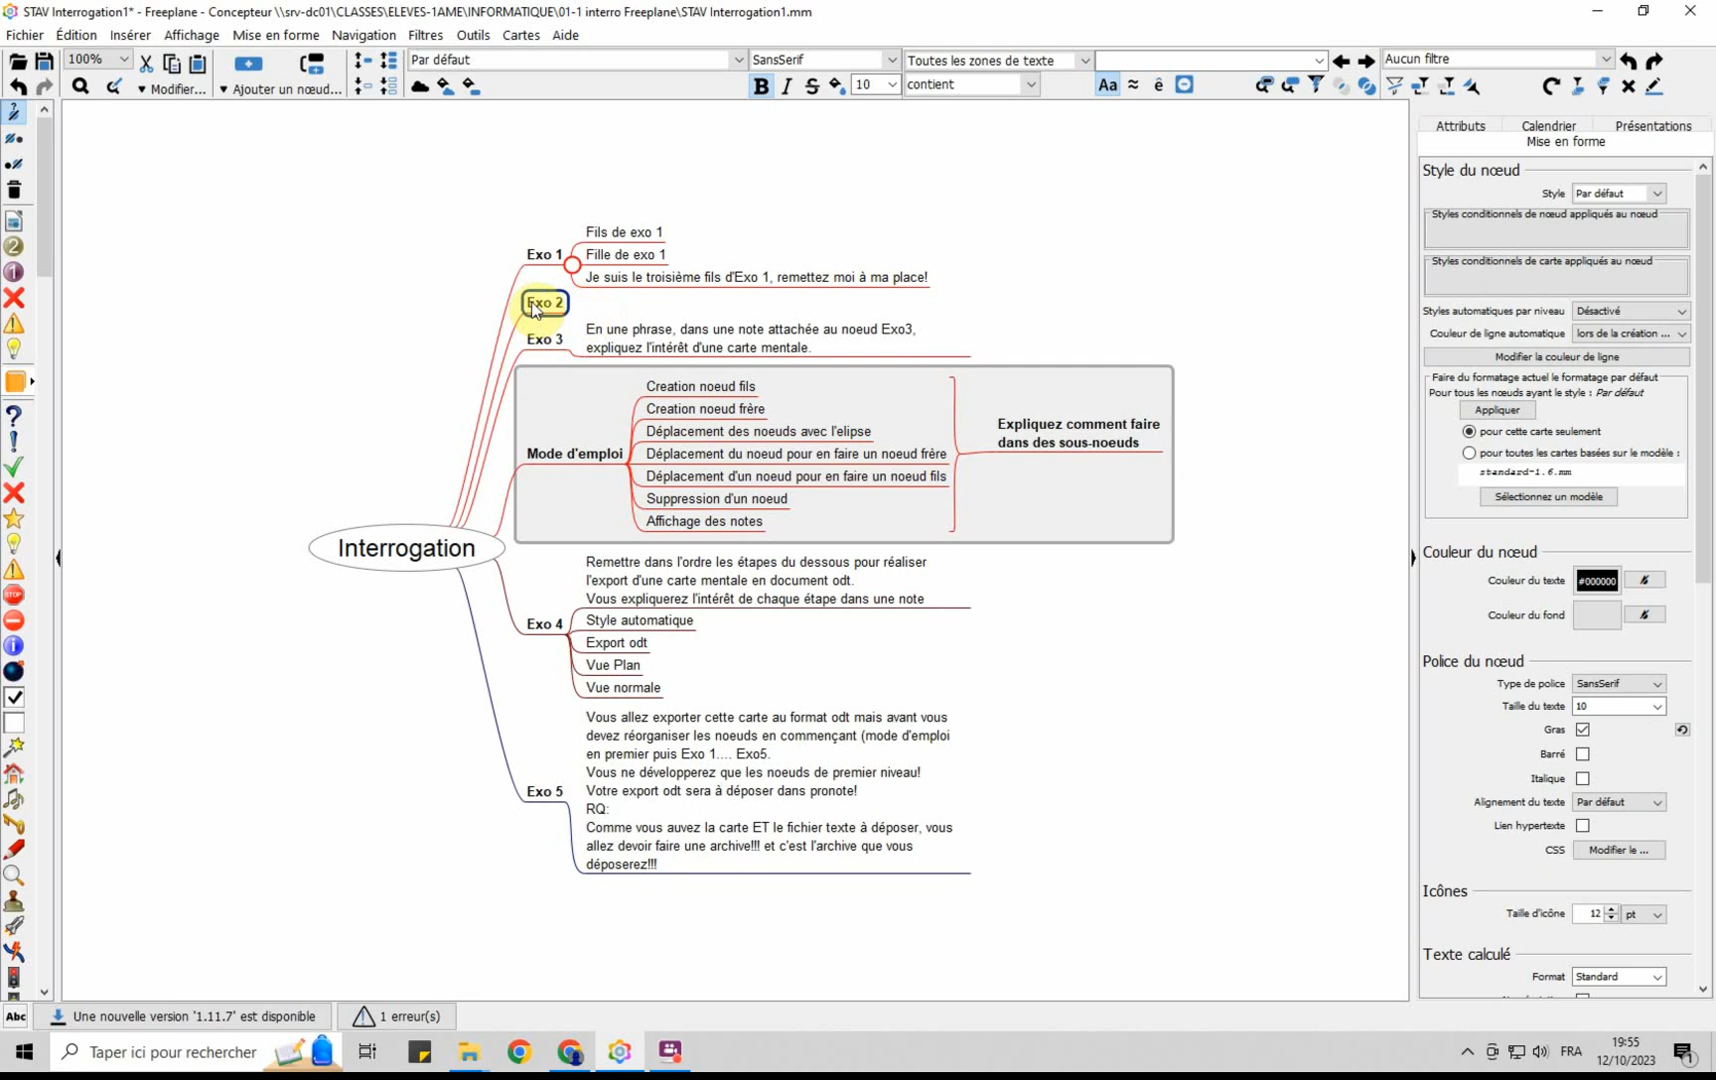 STAV Interrogation1* - Freeplane - Concepteur \\srv-dc01\CLASSES\ELEVES-1AME\INFORMATIQUE\01-1 interro Freeplane\STAV Interrogation1.mm
Fichier Édition Insérer Affichage Mise en forme Navigation Filtres Outils Cartes Aide
100% Par défaut SansSerif Toutes les zones de texte Aucun filtre
Modifier... Ajouter un nœud... B I S 10 contient Aa ≈ ê
Attributs Calendrier Présentations
Mise en forme
Style du nœud
Style Par défaut
Styles conditionnels de nœud appliqués au nœud
Styles conditionnels de carte appliqués au nœud
Styles automatiques par niveau Désactivé
Couleur de ligne automatique lors de la création ...
Modifier la couleur de ligne
Faire du formatage actuel le formatage par défaut
Pour tous les nœuds ayant le style : Par défaut
Appliquer
pour cette carte seulement
pour toutes les cartes basées sur le modèle :
standard-1.6.mm
Sélectionnez un modèle
Couleur du nœud
Couleur du texte #000000
Couleur du fond
Police du nœud
Type de police SansSerif
Taille du texte 10
Gras
Barré
Italique
Alignement du texte Par défaut
Lien hypertexte
CSS Modifier le ...
Icônes
Taille d'icône 12 pt
Texte calculé
Format Standard
Interrogation
Exo 1
Fils de exo 1
Fille de exo 1
Je suis le troisième fils d'Exo 1, remettez moi à ma place!
Exo 2
Exo 3
En une phrase, dans une note attachée au noeud Exo3,
expliquez l'intérêt d'une carte mentale.
Mode d'emploi
Creation noeud fils
Creation noeud frère
Déplacement des noeuds avec l'elipse
Déplacement du noeud pour en faire un noeud frère
Déplacement d'un noeud pour en faire un noeud fils
Suppression d'un noeud
Affichage des notes
Expliquez comment faire
dans des sous-noeuds
Exo 4
Remettre dans l'ordre les étapes du dessous pour réaliser
l'export d'une carte mentale en document odt.
Vous expliquerez l'intérêt de chaque étape dans une note
Style automatique
Export odt
Vue Plan
Vue normale
Exo 5
Vous allez exporter cette carte au format odt mais avant vous
devez réorganiser les noeuds en commençant (mode d'emploi
en premier puis Exo 1.... Exo5.
Vous ne développerez que les noeuds de premier niveau!
Votre export odt sera à déposer dans pronote!
RQ:
Comme vous auvez la carte ET le fichier texte à déposer, vous
allez devoir faire une archive!!! et c'est l'archive que vous
déposerez!!!
STOP
Abc Une nouvelle version '1.11.7' est disponible 1 erreur(s)
Taper ici pour rechercher
FRA
19:55
12/10/2023
1